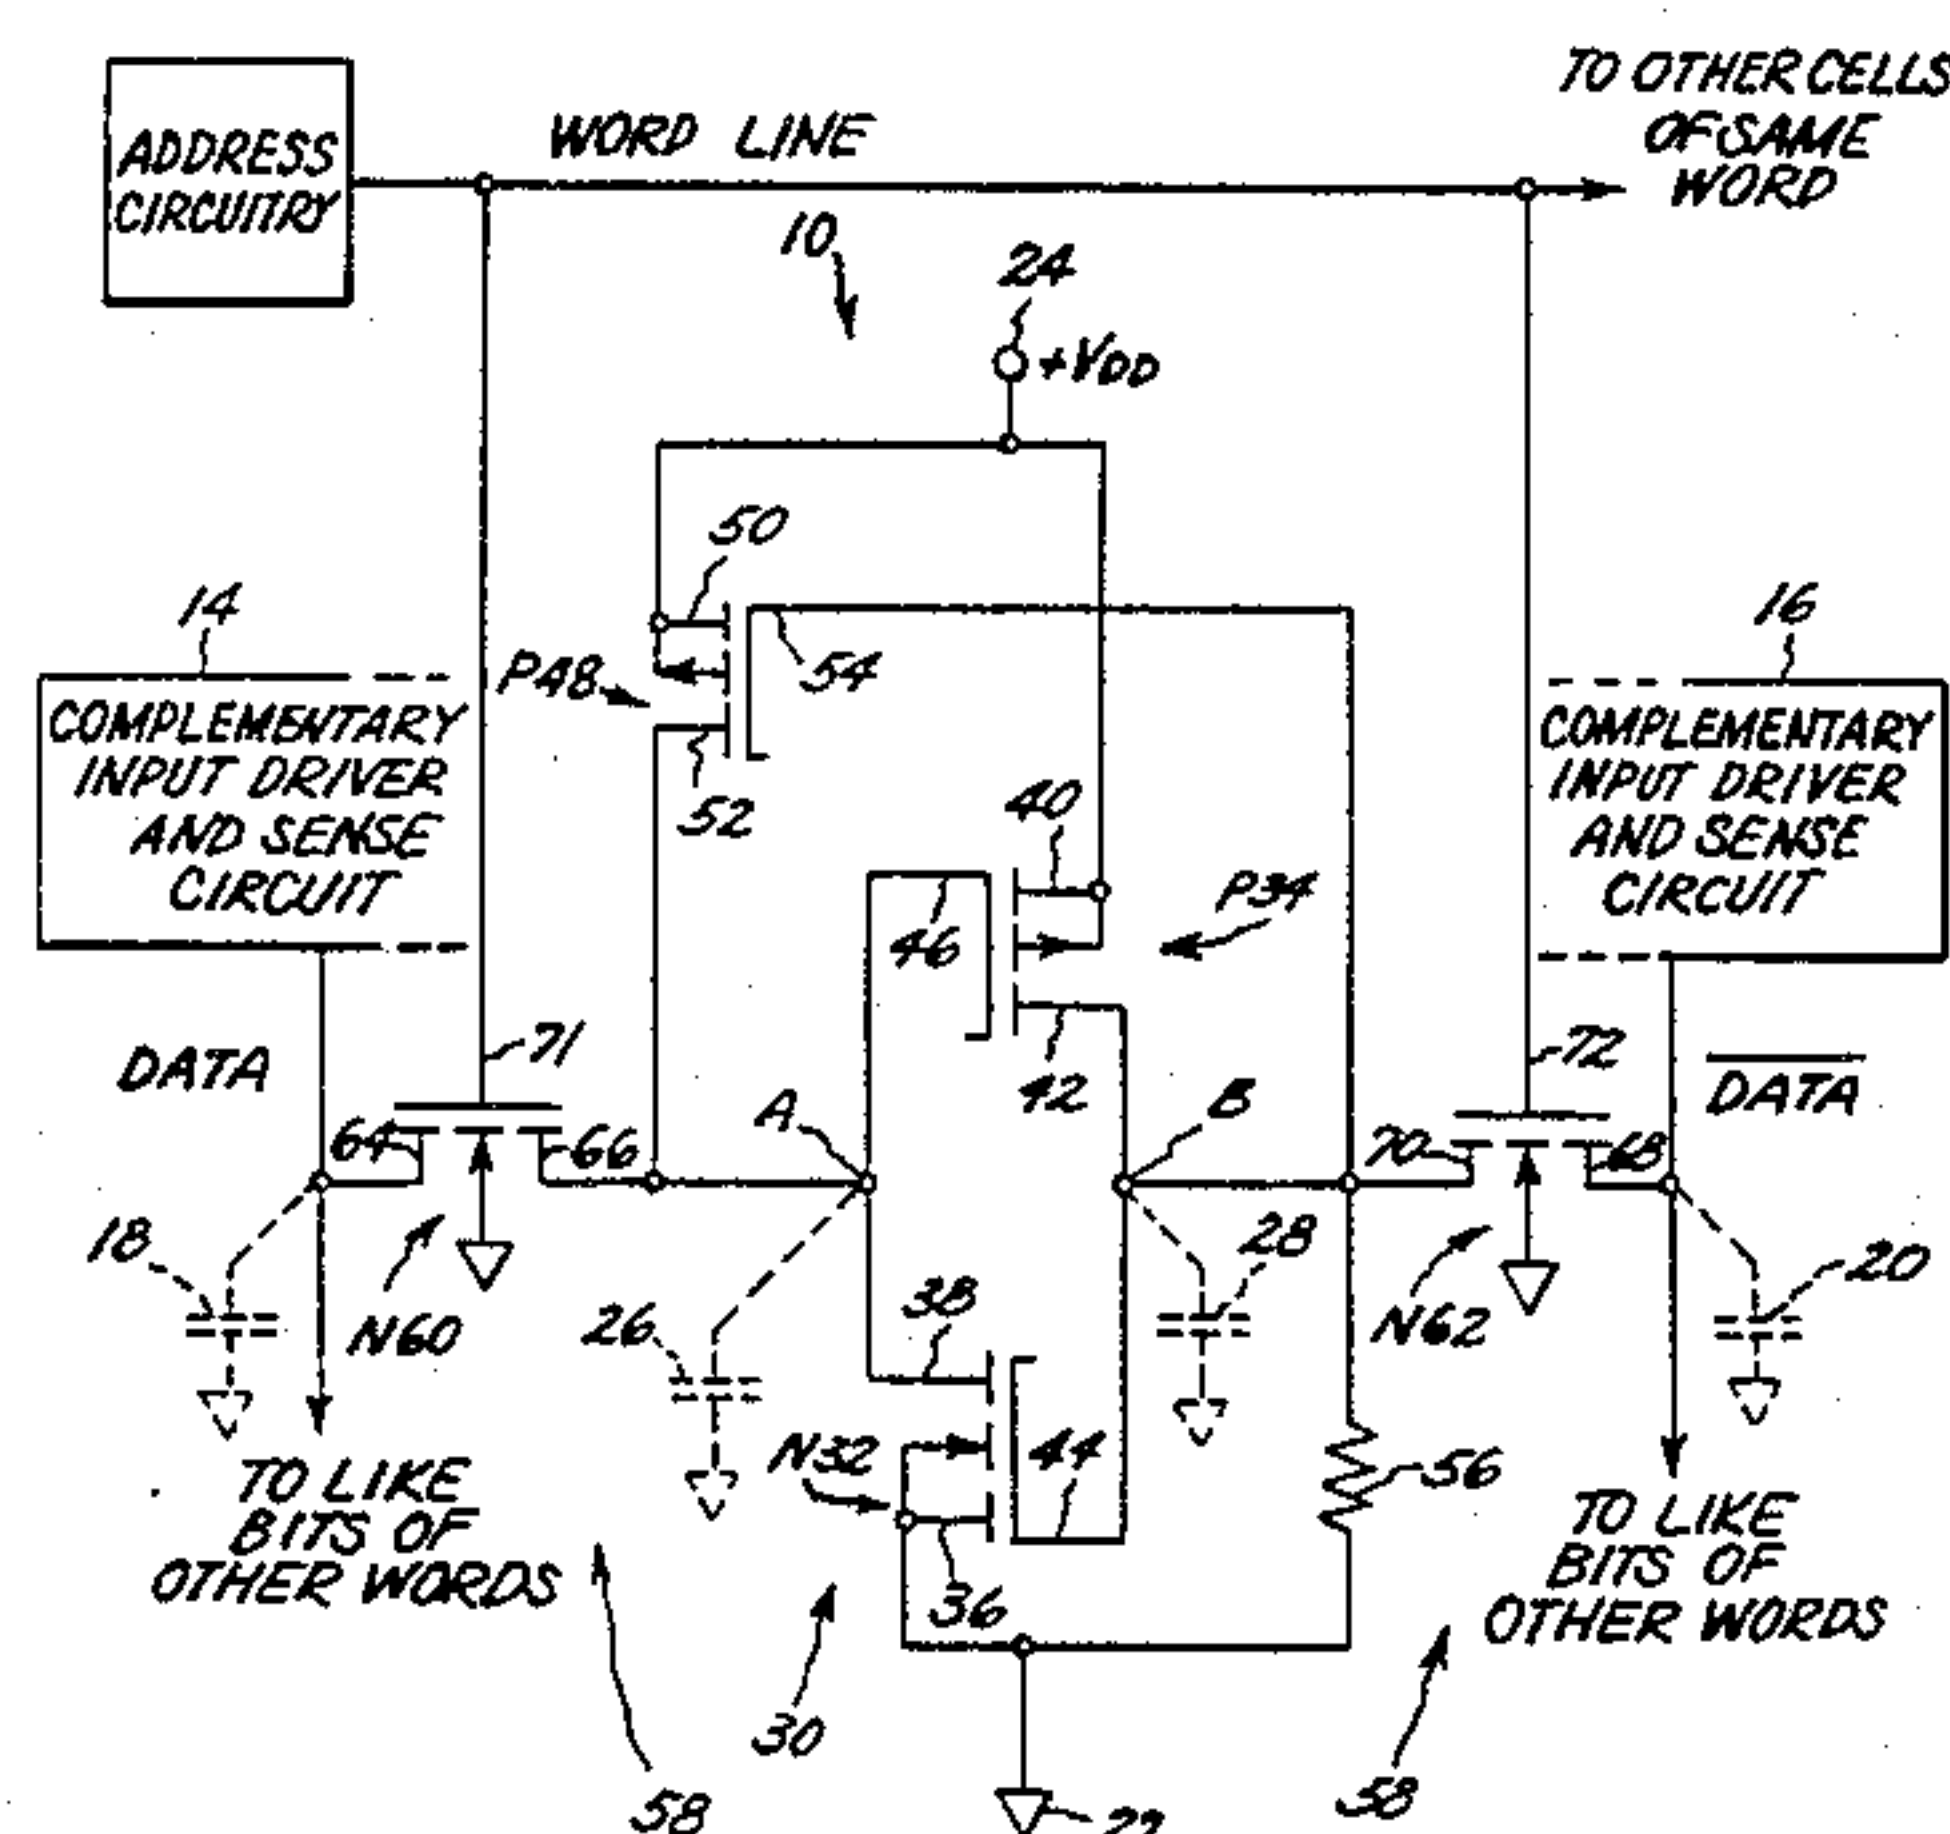 TO OTHER CELLS
OF SAME
WORD
ADDRESS
CIRCUITRY
WORD LINE
10
24
+VDD
50
14
16
P48
54
COMPLEMENTARY
INPUT DRIVER
AND SENSE
CIRCUIT
COMPLEMENTARY
INPUT DRIVER
AND SENSE
CIRCUIT
52
40
P34
46
71
72
DATA
42
DATA
A
B
64
66
70
68
18
28
20
N60
26
38
N62
N32
44
56
TO LIKE
BITS OF
OTHER WORDS
TO LIKE
BITS OF
OTHER WORDS
36
30
58
58